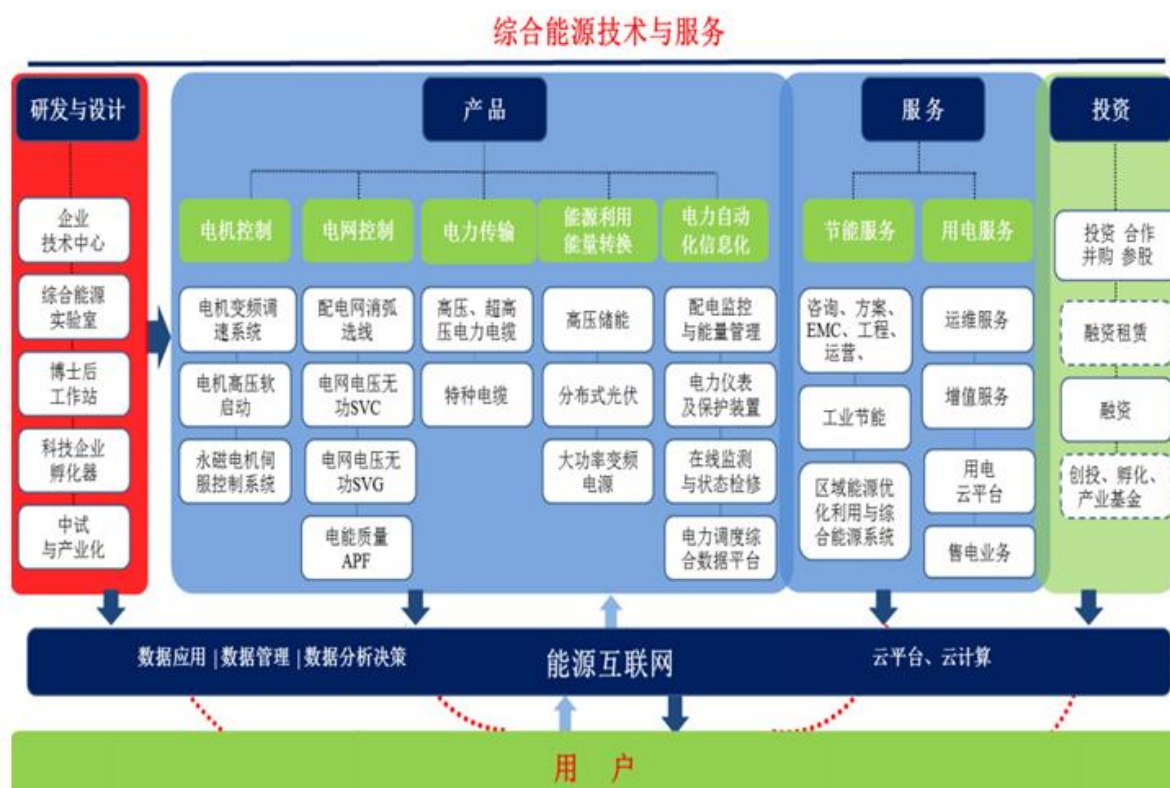 综合能源技术与服务
研发与设计
企业
技术中心
综合能源
实验室
博士后
工作站
科技企业
孵化器
中试
与产业化
产 品
电机控制
电机变频调
速系统
电机高压软
启动
永磁电机伺
服控制系统
电网控制
配电网消弧
选线
电网电压无
功SVC
电网电压无
功SVG
电能质量
APF
电力传输
高压、超高
压电力电缆
特种电缆
能源利用
能量转换
高压储能
分布式光伏
大功率变频
电源
电力自动
化信息化
配电监控
与能量管理
电力仪表
及保护装置
在线监测
与状态检修
电力调度综
合数据平台
服 务
节能服务
咨询、方案、
EMC、工程、
运营、
工业节能
区域能源优
化利用与综
合能源系统
用电服务
运维服务
增值服务
用电
云平台
售电业务
投资
投资 合作
并购 参股
融资租赁
融资
创投、孵化、
产业基金
数据应用 |数据管理 |数据分析决策
能源互联网
云平台、云计算
用 户